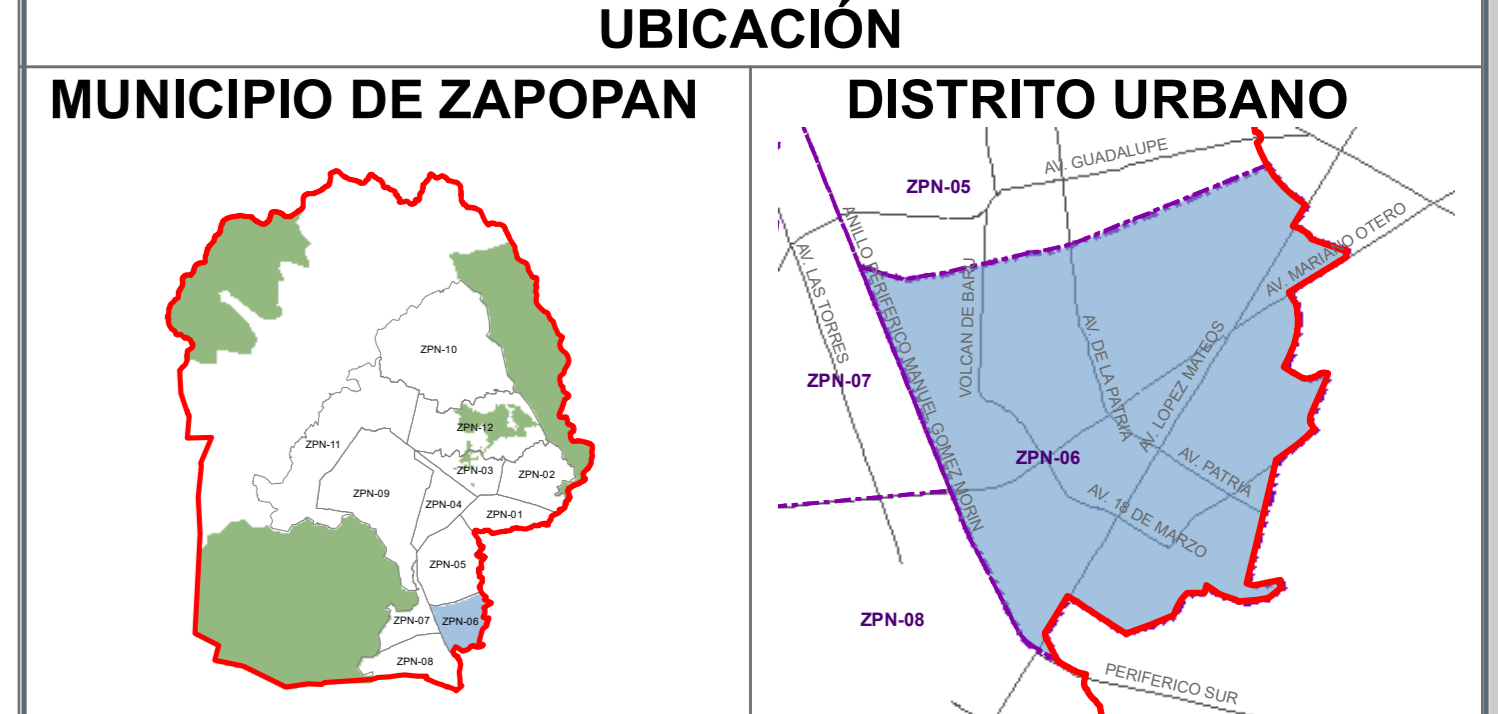 UBICACIÓN
MUNICIPIO DE ZAPOPAN
ZPN-10
ZPN-12
ZPN-11
ZPN-03
ZPN-02
ZPN-09
ZPN-04
ZPN-01
ZPN-05
ZPN-07
ZPN-06
ZPN-08
DISTRITO URBANO
AV. GUADALUPE
ZPN-05
ANILLO PERIFERICO MANUEL GOMEZ MORIN
AV. MARIANO OTERO
AV. LAS TORRES
VOLCAN DE BARU
AV. DE LA PATRIA
AV. LOPEZ MATEOS
ZPN-07
ZPN-06
AV. PATRIA
AV. 18 DE MARZO
ZPN-08
PERIFERICO SUR